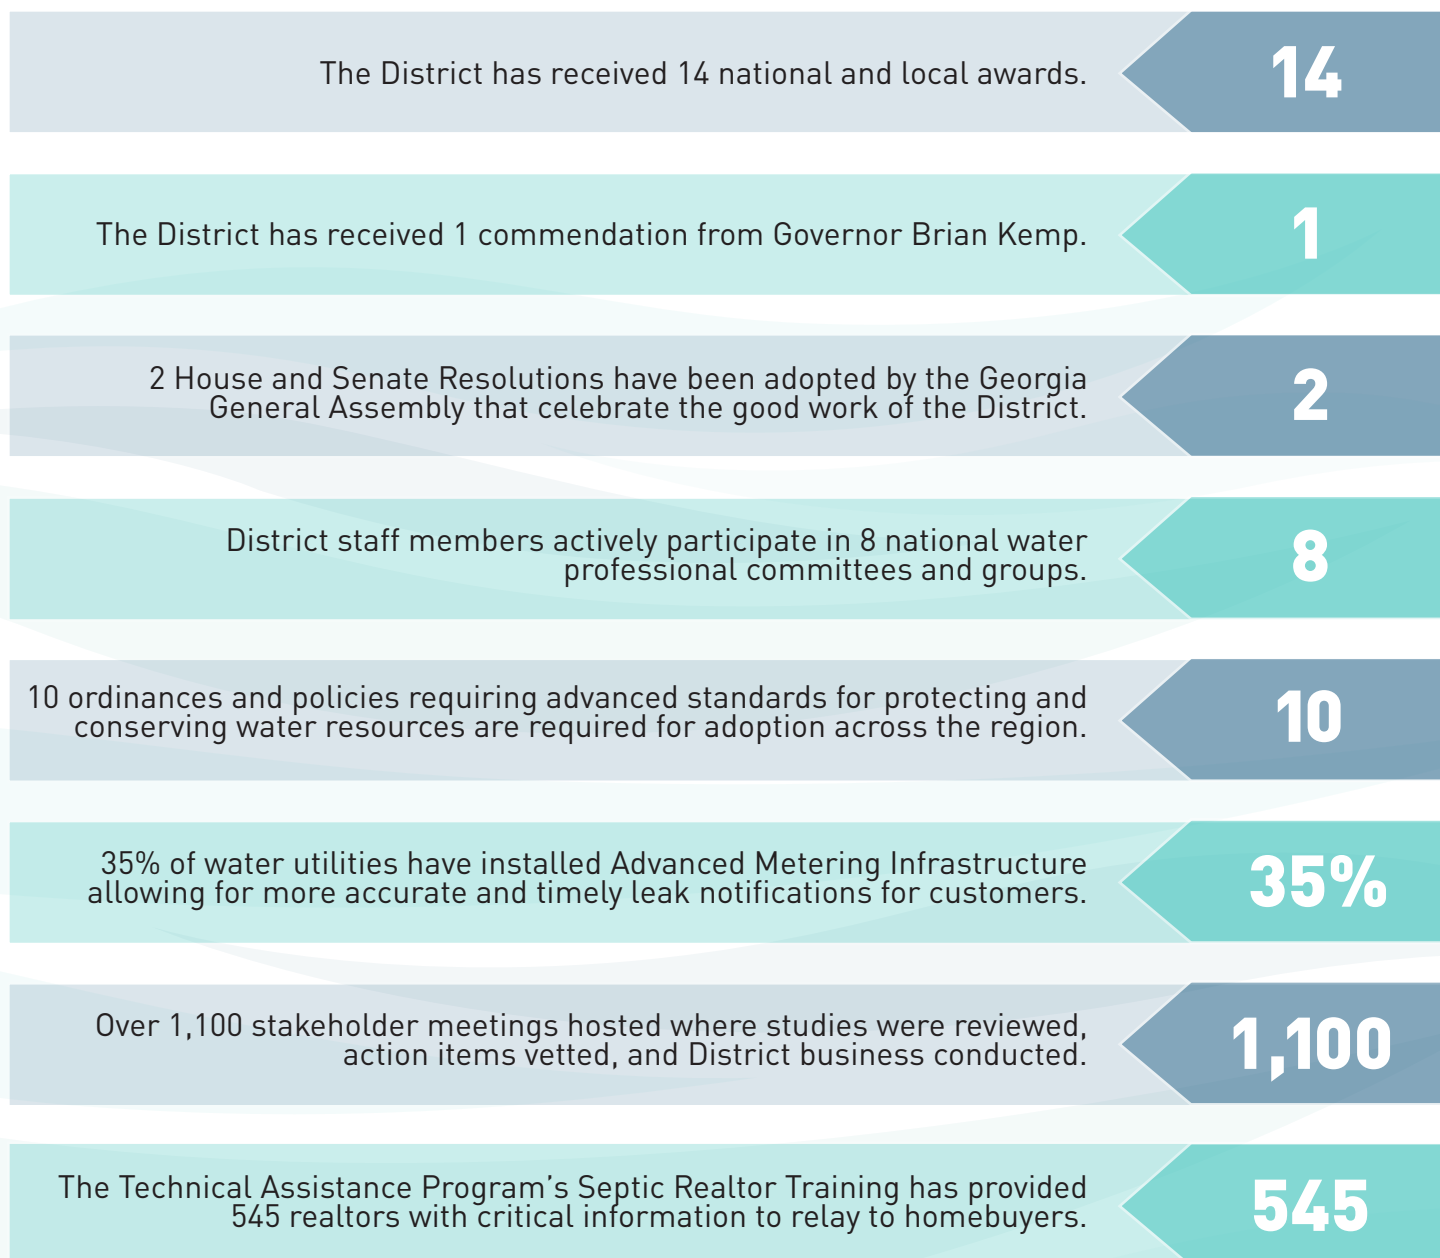 The District has received 14 national and local awards.
14
The District has received 1 commendation from Governor Brian Kemp.
1
2 House and Senate Resolutions have been adopted by the Georgia
General Assembly that celebrate the good work of the District.
2
District staff members actively participate in 8 national water
professional committees and groups.
8
10 ordinances and policies requiring advanced standards for protecting and
conserving water resources are required for adoption across the region.
10
35% of water utilities have installed Advanced Metering Infrastructure
allowing for more accurate and timely leak notifications for customers.
35%
Over 1,100 stakeholder meetings hosted where studies were reviewed,
action items vetted, and District business conducted.
1,100
The Technical Assistance Program’s Septic Realtor Training has provided
545 realtors with critical information to relay to homebuyers.
545